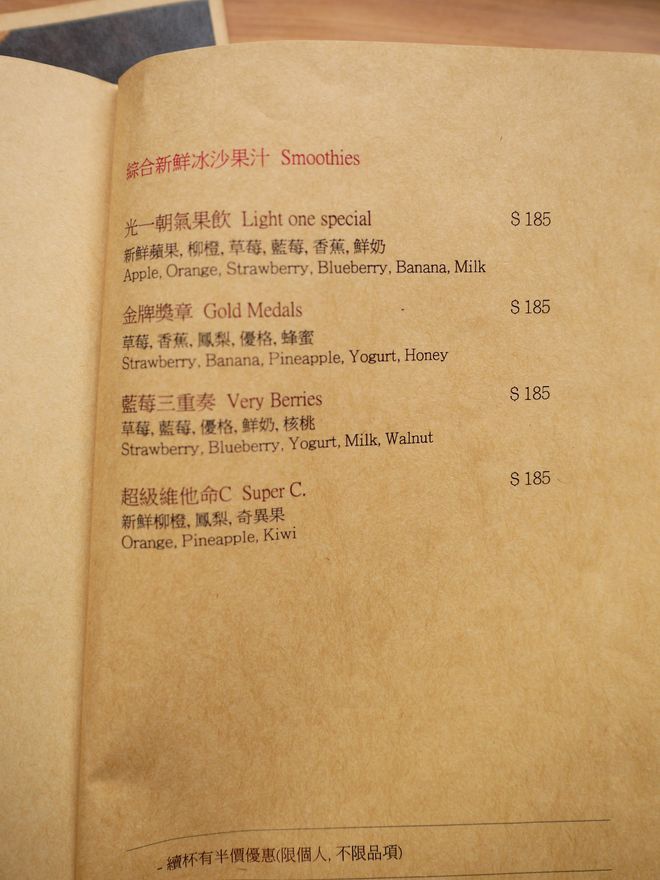 綜合新鮮冰沙果汁 Smoothies
光一朝氣果飲 Light one special $ 185
新鮮蘋果, 柳橙, 草莓, 藍莓, 香蕉, 鮮奶
Apple, Orange, Strawberry, Blueberry, Banana, Milk
金牌獎章 Gold Medals $ 185
草莓, 香蕉, 鳳梨, 優格, 蜂蜜
Strawberry, Banana, Pineapple, Yogurt, Honey
藍莓三重奏 Very Berries $ 185
草莓, 藍莓, 優格, 鮮奶, 核桃
Strawberry, Blueberry, Yogurt, Milk, Walnut
超級維他命C Super C. $ 185
新鮮柳橙, 鳳梨, 奇異果
Orange, Pineapple, Kiwi
- 續杯有半價優惠(限個人, 不限品項)